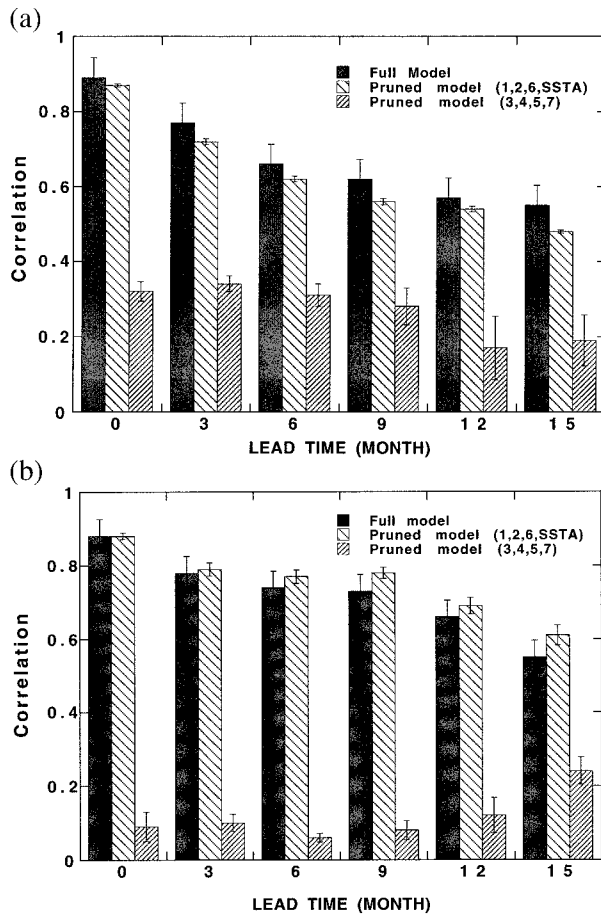 (a)
1
0.8
0.6
0.4
0.2
0
Correlation
Full Model
Pruned model (1,2,6,SSTA)
Pruned model (3,4,5,7)
0 3 6 9 1 2 1 5
LEAD TIME (MONTH)
(b)
1
0.8
0.6
0.4
0.2
0
Correlation
Full model
Pruned model (1,2,6,SSTA)
Pruned model (3,4,5,7)
0 3 6 9 1 2 1 5
LEAD TIME (MONTH)